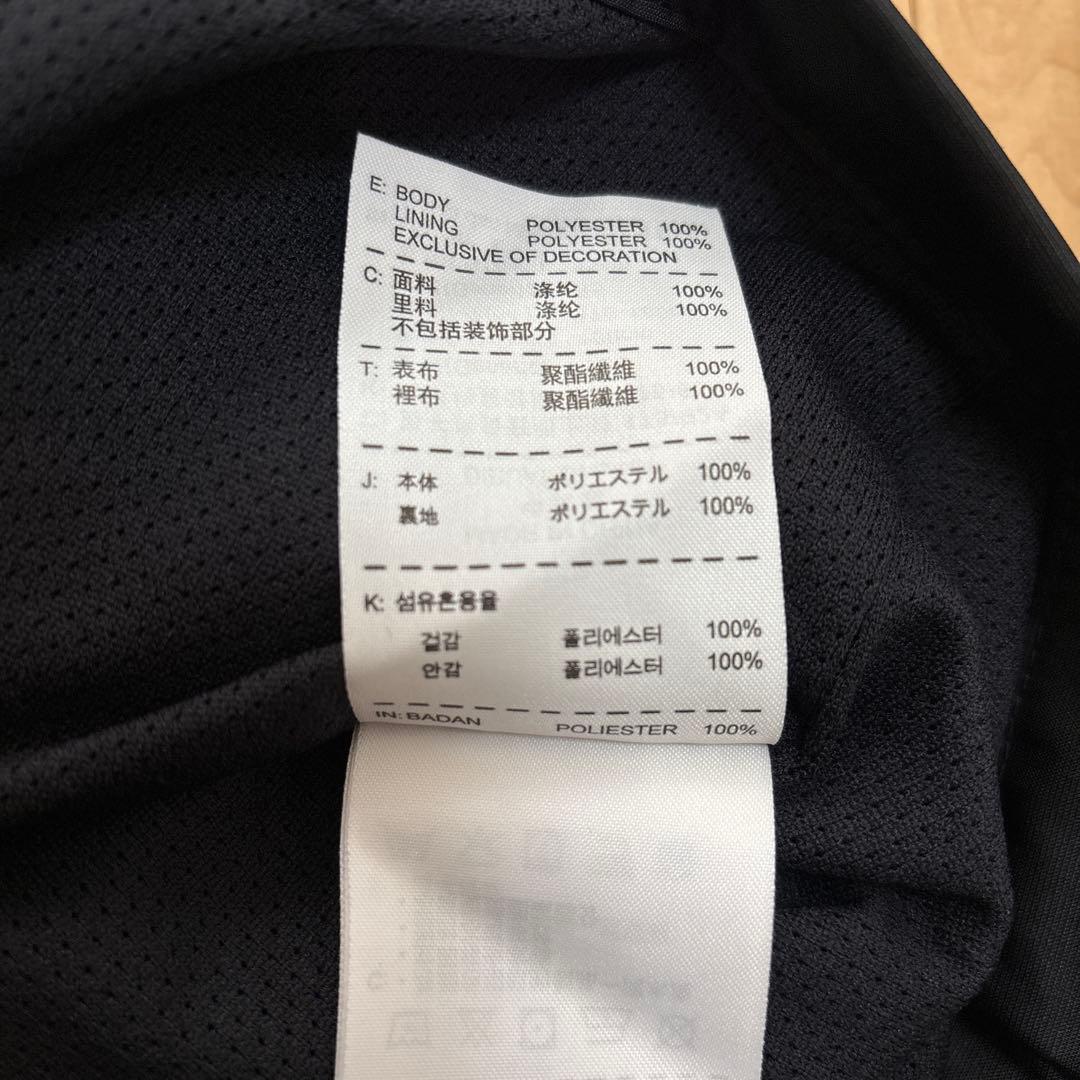 E: BODY POLYESTER 100%
LINING POLYESTER 100%
EXCLUSIVE OF DECORATION
C: 面料 涤纶 100%
里料 涤纶 100%
不包括装饰部分
T: 表布 聚酯纖維 100%
裡布 聚酯纖維 100%
J: 本体 ポリエステル 100%
裏地 ポリエステル 100%
K: 섬유혼용율
겉감 폴리에스터 100%
안감 폴리에스터 100%
IN: BADAN POLIESTER 100%